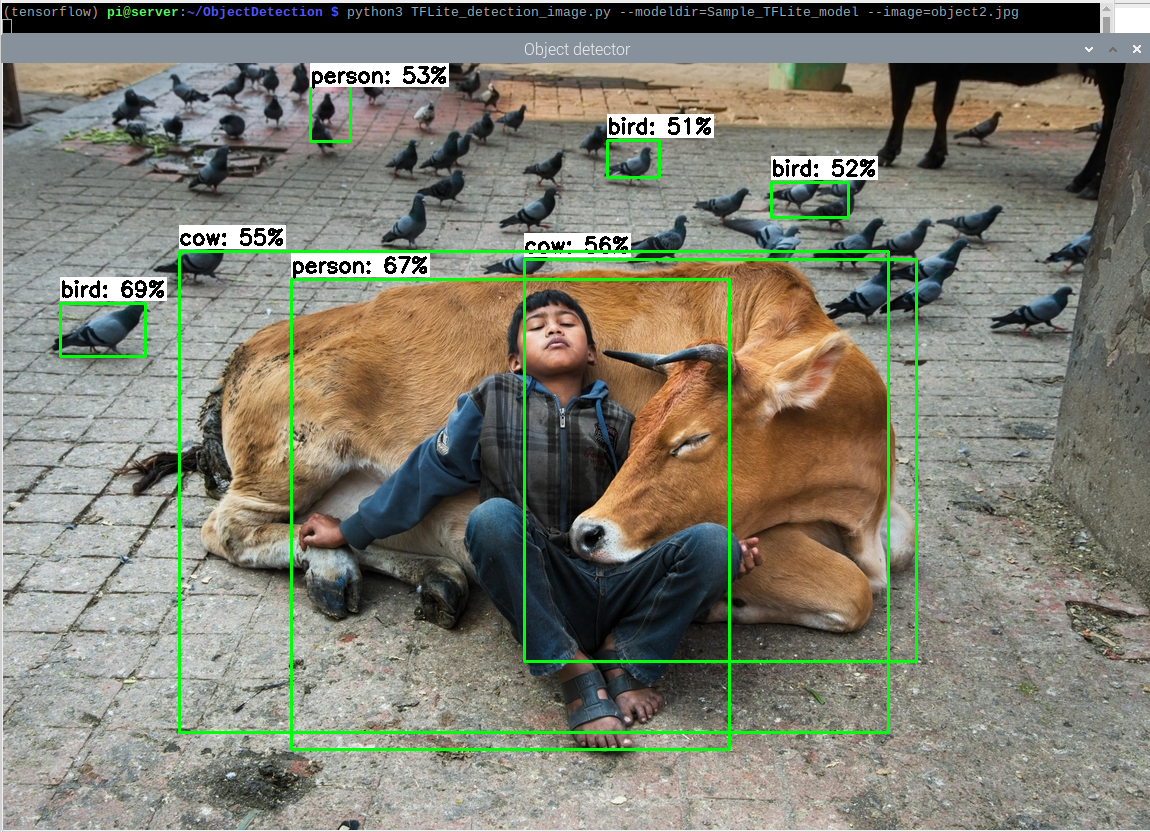 (tensorflow) pi@server:~/ObjectDetection $ python3 TFLite_detection_image.py --modeldir=Sample_TFLite_model --image=object2.jpg
Object detector
person: 53%
bird: 51%
bird: 52%
cow: 55%
cow: 56%
person: 67%
bird: 69%